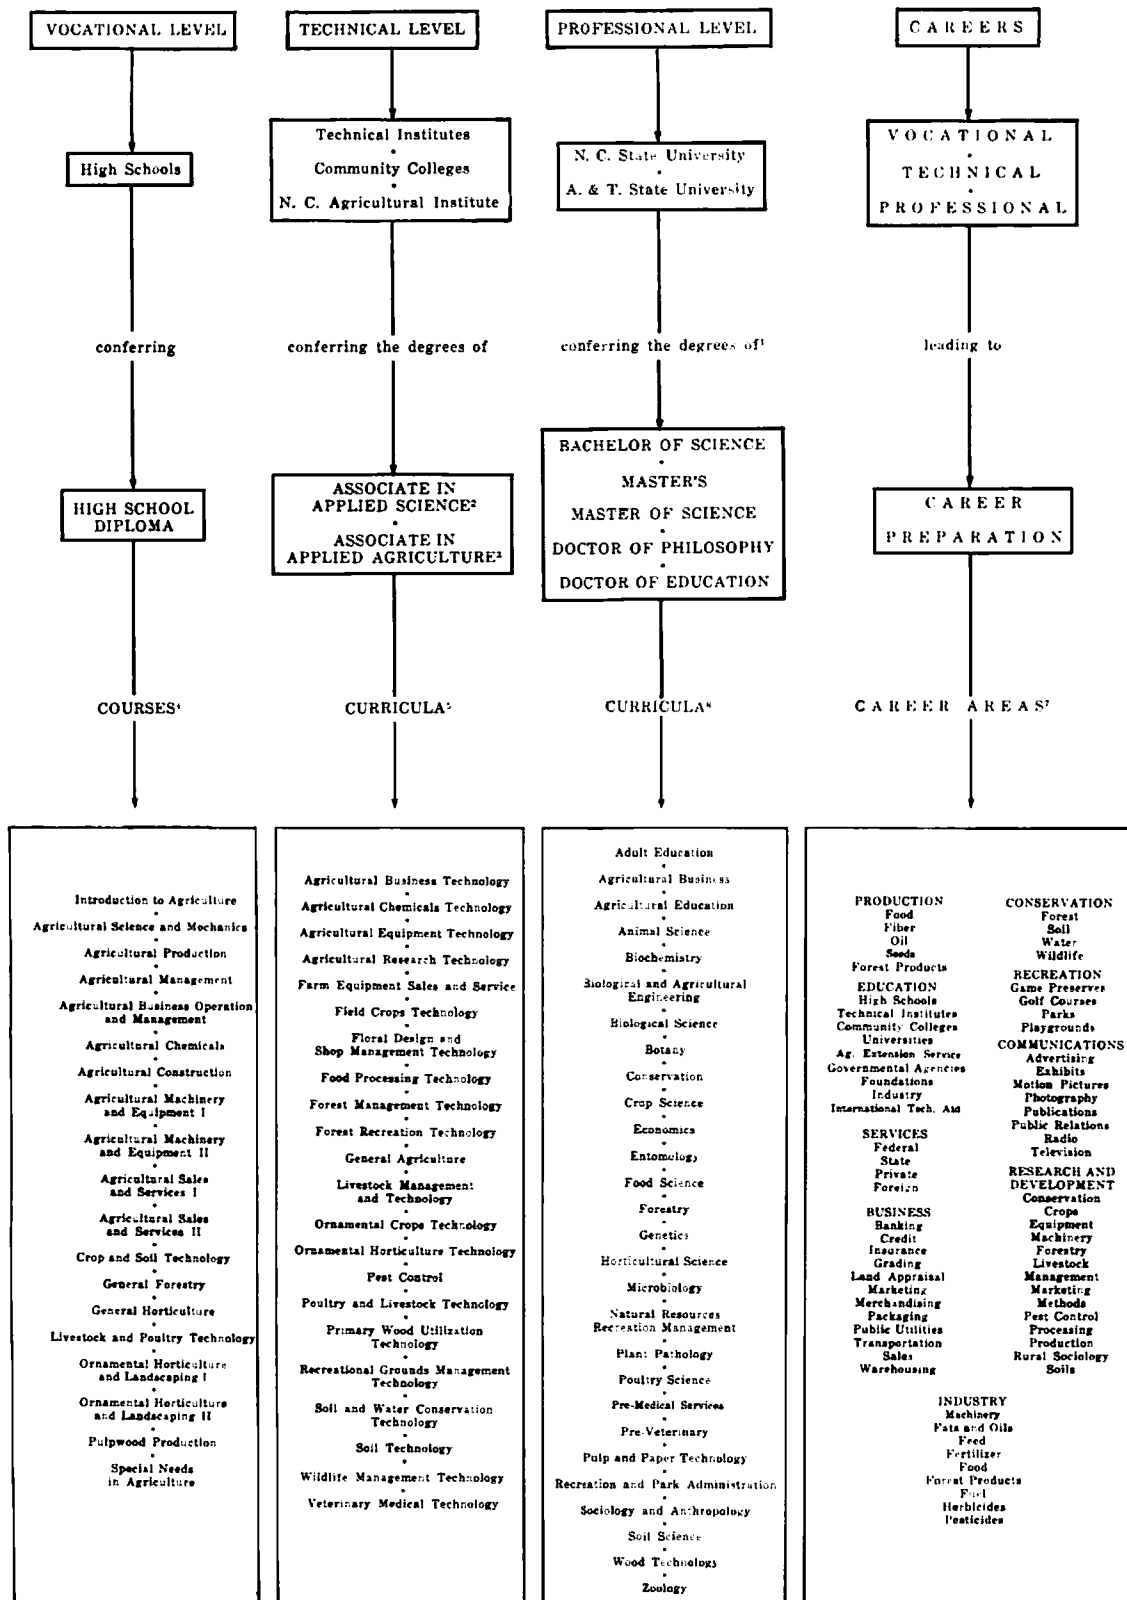 VOCATIONAL LEVEL
High Schools
conferring
HIGH SCHOOL
DIPLOMA
COURSES⁴
Introduction to Agriculture
Agricultural Science and Mechanics
Agricultural Production
Agricultural Management
Agricultural Business Operation
and Management
Agricultural Chemicals
Agricultural Construction
Agricultural Machinery
and Equipment I
Agricultural Machinery
and Equipment II
Agricultural Sales
and Services I
Agricultural Sales
and Services II
Crop and Soil Technology
General Forestry
General Horticulture
Livestock and Poultry Technology
Ornamental Horticulture
and Landscaping I
Ornamental Horticulture
and Landscaping II
Pulpwood Production
Special Needs
in Agriculture
TECHNICAL LEVEL
Technical Institutes
Community Colleges
N. C. Agricultural Institute
conferring the degrees of
ASSOCIATE IN
APPLIED SCIENCE²
ASSOCIATE IN
APPLIED AGRICULTURE³
CURRICULA⁵
Agricultural Business Technology
Agricultural Chemicals Technology
Agricultural Equipment Technology
Agricultural Research Technology
Farm Equipment Sales and Service
Field Crops Technology
Floral Design and
Shop Management Technology
Food Processing Technology
Forest Management Technology
Forest Recreation Technology
General Agriculture
Livestock Management
and Technology
Ornamental Crops Technology
Ornamental Horticulture Technology
Pest Control
Poultry and Livestock Technology
Primary Wood Utilization
Technology
Recreational Grounds Management
Technology
Soil and Water Conservation
Technology
Soil Technology
Wildlife Management Technology
Veterinary Medical Technology
PROFESSIONAL LEVEL
N. C. State University
A. & T. State University
conferring the degrees of¹
BACHELOR OF SCIENCE
MASTER'S
MASTER OF SCIENCE
DOCTOR OF PHILOSOPHY
DOCTOR OF EDUCATION
CURRICULA⁶
Adult Education
Agricultural Business
Agricultural Education
Animal Science
Biochemistry
Biological and Agricultural
Engineering
Biological Science
Botany
Conservation
Crop Science
Economics
Entomology
Food Science
Forestry
Genetics
Horticultural Science
Microbiology
Natural Resources
Recreation Management
Plant Pathology
Poultry Science
Pre-Medical Services
Pre-Veterinary
Pulp and Paper Technology
Recreation and Park Administration
Sociology and Anthropology
Soil Science
Wood Technology
Zoology
CAREERS
VOCATIONAL
TECHNICAL
PROFESSIONAL
leading to
CAREER
PREPARATION
CAREER AREAS⁷
PRODUCTION
Food
Fiber
Oil
Seeds
Forest Products
EDUCATION
High Schools
Technical Institutes
Community Colleges
Universities
Ag. Extension Service
Governmental Agencies
Foundations
Industry
International Tech. Aid
SERVICES
Federal
State
Private
Foreign
BUSINESS
Banking
Credit
Insurance
Grading
Land Appraisal
Marketing
Merchandising
Packaging
Public Utilities
Transportation
Sales
Warehousing
CONSERVATION
Forest
Soil
Water
Wildlife
RECREATION
Game Preserves
Golf Courses
Parks
Playgrounds
COMMUNICATIONS
Advertising
Exhibits
Motion Pictures
Photography
Publications
Public Relations
Radio
Television
RESEARCH AND
DEVELOPMENT
Conservation
Crops
Equipment
Machinery
Forestry
Livestock
Management
Marketing
Methods
Pest Control
Processing
Production
Rural Sociology
Soils
INDUSTRY
Machinery
Fats and Oils
Feed
Fertilizer
Food
Forest Products
Fuel
Herbicides
Pesticides